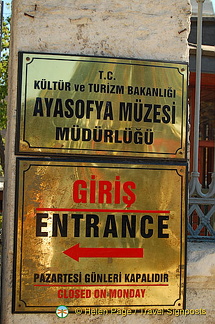 T.C.
KÜLTÜR ve TURİZM BAKANLIĞI
AYASOFYA MÜZESİ
MÜDÜRLÜĞÜ
GİRİŞ
ENTRANCE
PAZARTESİ GÜNLERİ KAPALIDIR
CLOSED ON MONDAY
© Helen Page / Travel Signposts